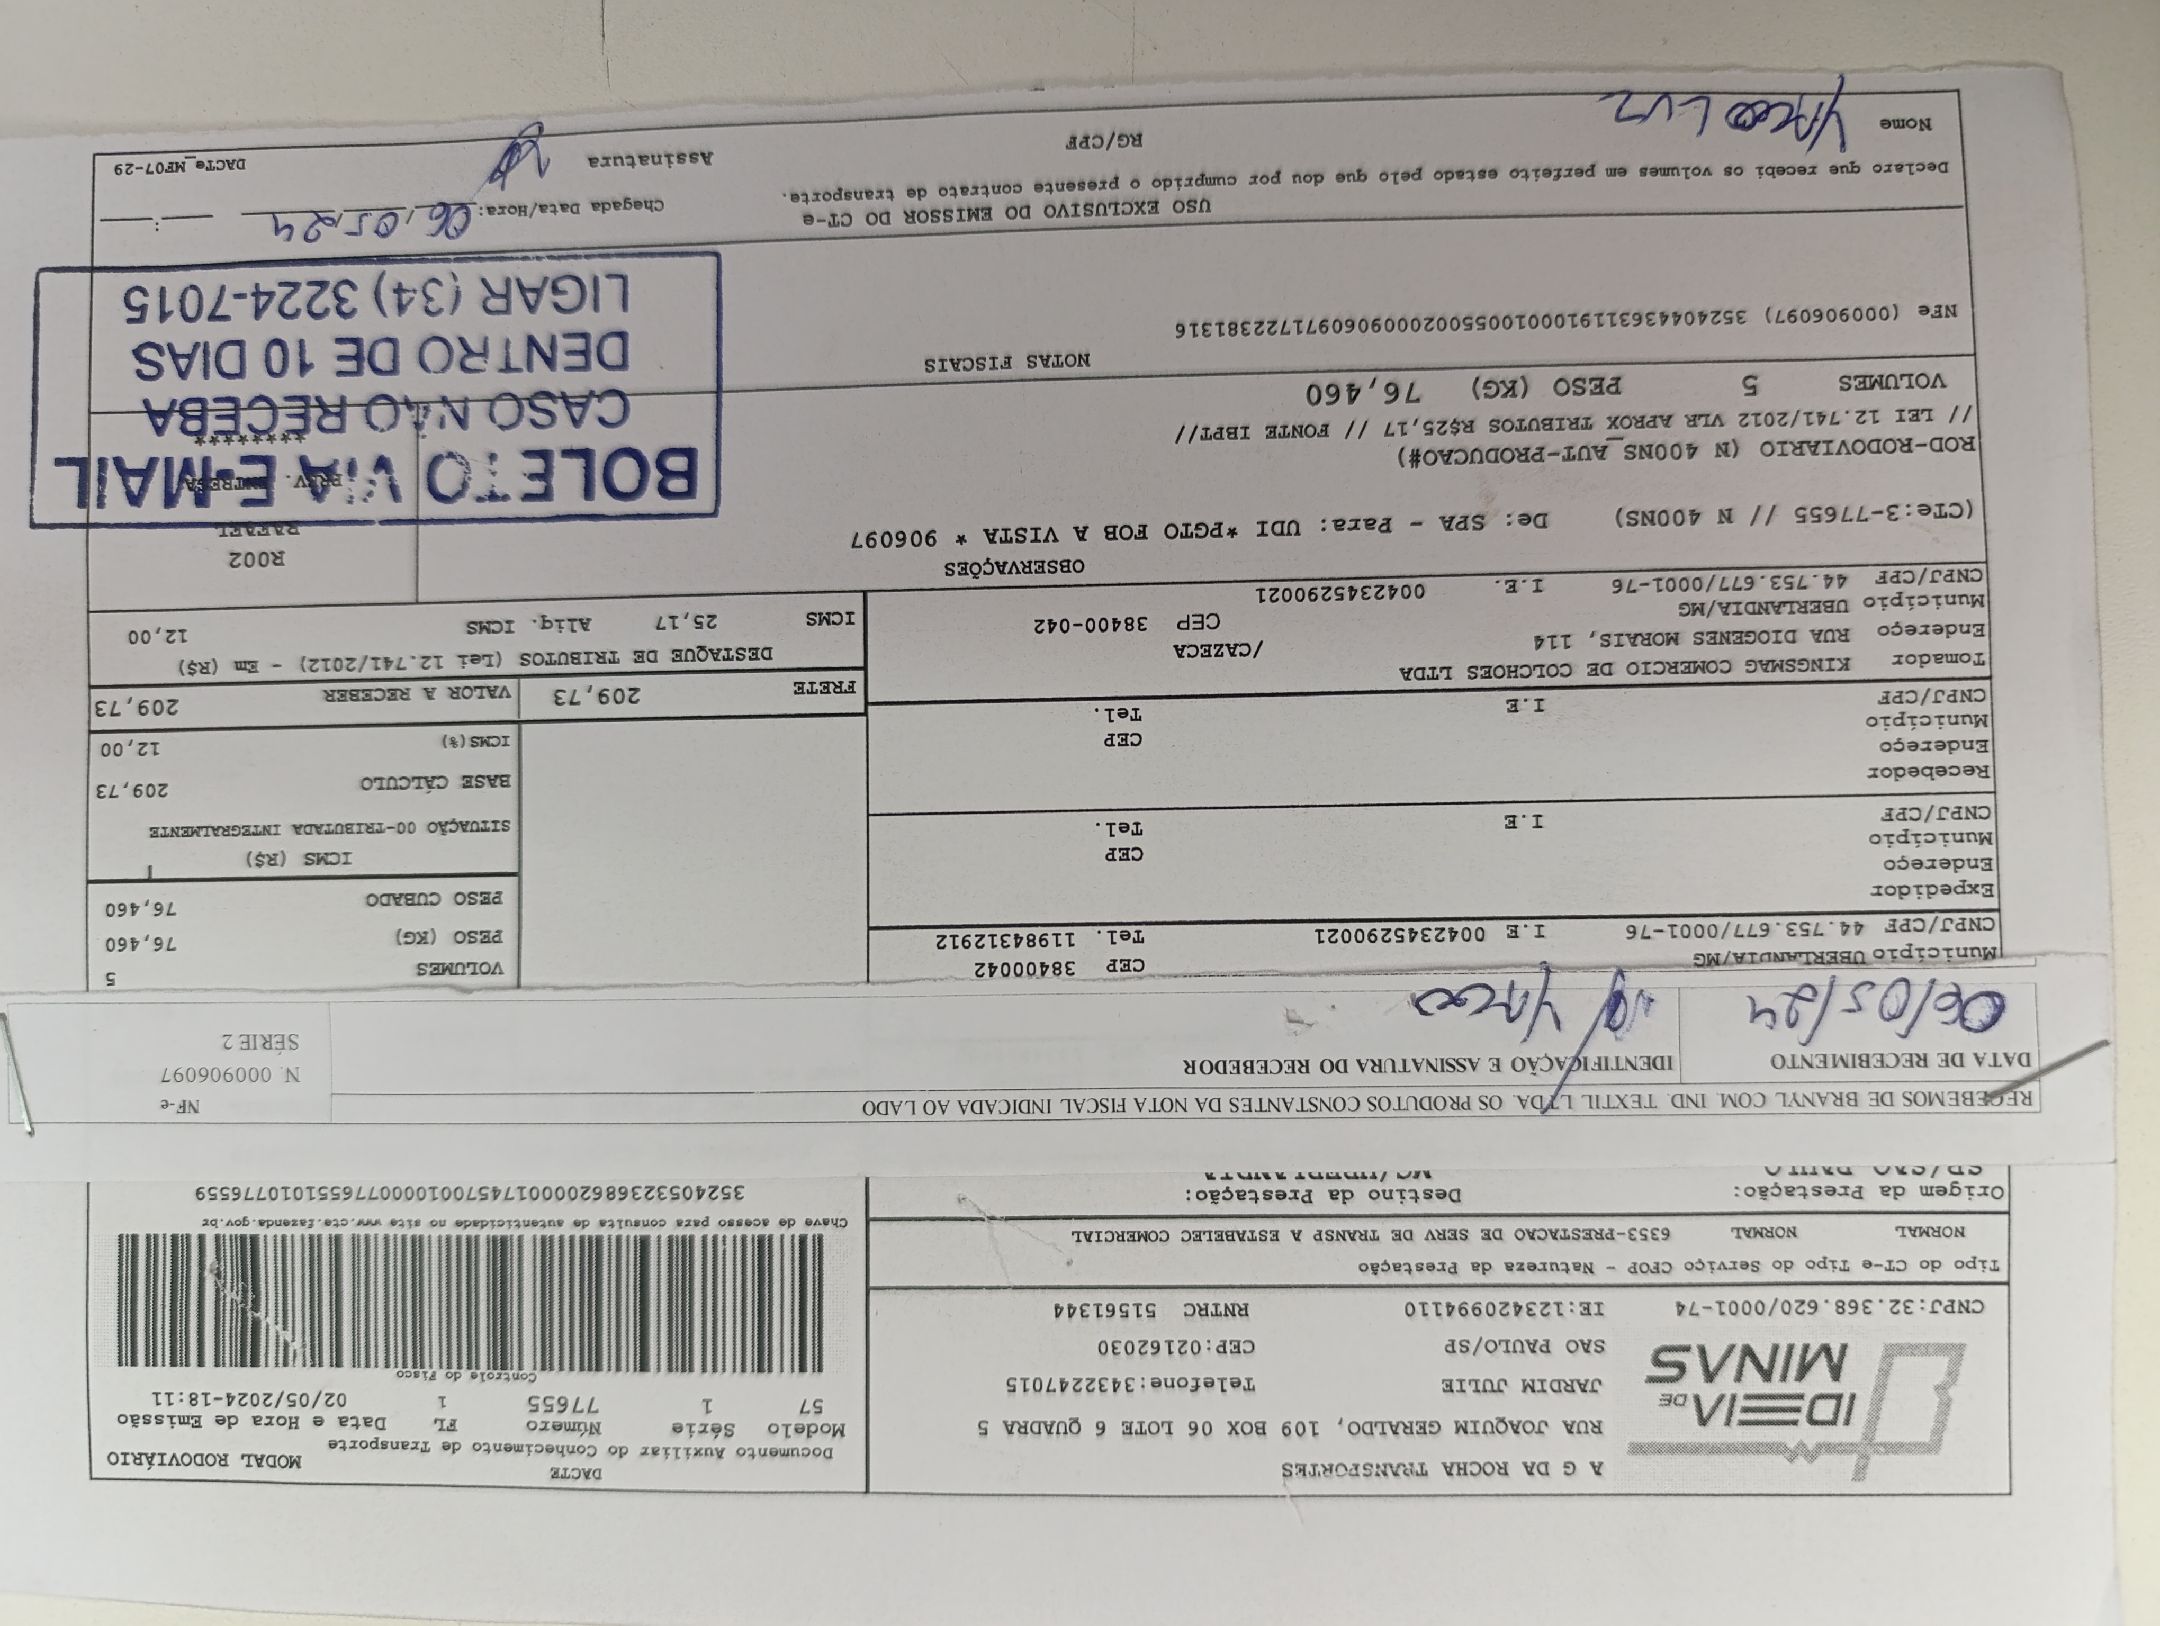 A G DA ROCHA TRANSPORTES
IDEIA DE MINAS
RUA JOAQUIM GERALDO, 109 BOX 06 LOTE 6 QUADRA 5
JARDIM JULIE Telefone:3432247015
SAO PAULO/SP CEP:02162030
CNPJ:32.368.620/0001-74 IE:123420994110 RNTRC 51561344
Tipo do CT-e Tipo do Serviço CFOP - Natureza da Prestação
NORMAL NORMAL 6353-PRESTACAO DE SERV DE TRANSP A ESTABELEC COMERCIAL
Origem da Prestação: Destino da Prestação:
SP/SAO PAULO MG/UBERLANDIA
DACTE
Documento Auxiliar do Conhecimento de Transporte MODAL RODOVIÁRIO
Modelo Série Número FL Data e Hora de Emissão
57 1 77655 1 02/05/2024-18:11
Controle do Fisco
Chave de acesso para consulta de autenticidade no site www.cte.fazenda.gov.br
35240532368620000174570010000776551010776559
RECEBEMOS DE BRANYL COM. IND. TEXTIL LTDA. OS PRODUTOS CONSTANTES DA NOTA FISCAL INDICADA AO LADO
DATA DE RECEBIMENTO IDENTIFICAÇÃO E ASSINATURA DO RECEBEDOR
06/05/24
NF-e
N. 000906097
SÉRIE 2
Município UBERLANDIA/MG CEP 38400042
CNPJ/CPF 44.753.677/0001-76 I.E 0042345290021 Tel. 11984312912
Expedidor
Endereço
Município CEP
CNPJ/CPF I.E Tel.
Recebedor
Endereço
Município CEP
CNPJ/CPF I.E Tel.
Tomador KINGSMAG COMERCIO DE COLCHOES LTDA
Endereço RUA DIOGENES MORAIS, 114 /CAZECA
Município UBERLANDIA/MG CEP 38400-042
CNPJ/CPF 44.753.677/0001-76 I.E. 0042345290021
VOLUMES 5
PESO (KG) 76,460
PESO CUBADO 76,460
ICMS (R$)
SITUAÇÃO 00-TRIBUTADA INTEGRALMENTE
BASE CÁLCULO 209,73
ICMS(%) 12,00
FRETE 209,73 VALOR A RECEBER 209,73
DESTAQUE DE TRIBUTOS (Lei 12.741/2012) - Em (R$)
ICMS 25,17 Aliq. ICMS 12,00
OBSERVAÇÕES
(CTe:3-77655 // N 400NS) De: SPA - Para: UDI *PGTO FOB A VISTA * 906097
ROD-RODOVIARIO (N 400NS_AUT-PRODUCAO#)
// LEI 12.741/2012 VLR APROX TRIBUTOS R$25,17 // FONTE IBPT//
VOLUMES 5 PESO (KG) 76,460
R002
RAFAEL
PREV. ENTREGA
********
BOLETO VIA E-MAIL
CASO NÃO RECEBA
DENTRO DE 10 DIAS
LIGAR (34) 3224-7015
NOTAS FISCAIS
NFe (000906097) 35240444363119100010055002000906097172238​1316
USO EXCLUSIVO DO EMISSOR DO CT-e
Declaro que recebi os volumes em perfeito estado pelo que dou por cumprido o presente contrato de transporte.
Chegada Data/Hora: 06,05,24 __:__
Nome RG/CPF Assinatura
DACTe_MF07-29